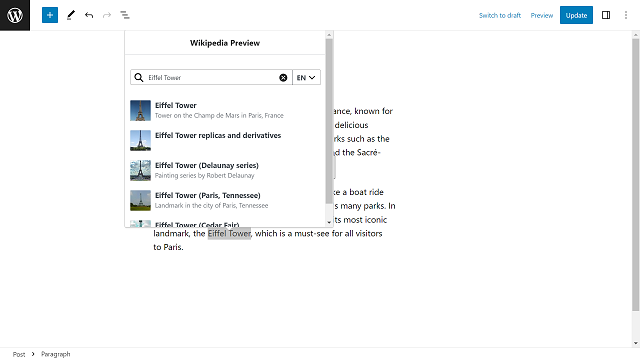 Switch to draft
Preview
Update
Wikipedia Preview
Eiffel Tower
EN
Eiffel Tower
Tower on the Champ de Mars in Paris, France
Eiffel Tower replicas and derivatives
Eiffel Tower (Delaunay series)
Painting series by Robert Delaunay
Eiffel Tower (Paris, Tennessee)
Landmark in the city of Paris, Tennessee
Eiffel Tower (Cedar Fair)
ance, known for
delicious
rks such as the
d the Sacré-
e a boat ride
s many parks. In
its most iconic
landmark, the Eiffel Tower, which is a must-see for all visitors
to Paris.
Post
Paragraph